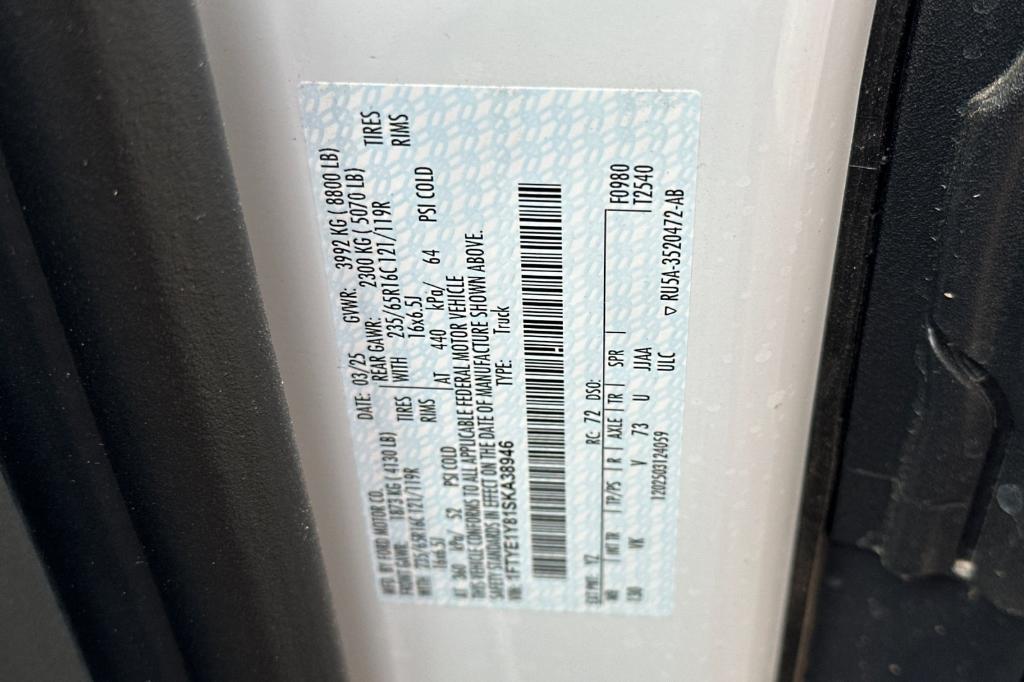 MFD. BY FORD MOTOR CO.
DATE: 03/25 GVWR: 3992 KG ( 8800 LB)
FRONT GAWR: 1873 KG ( 4130 LB) REAR GAWR: 2300 KG ( 5070 LB)
WITH 235/65R16C 121/119R TIRES WITH 235/65R16C 121/119R TIRES
16x6.5J RIMS 16x6.5J RIMS
AT 360 kPa/ 52 PSI COLD AT 440 kPa/ 64 PSI COLD
THIS VEHICLE CONFORMS TO ALL APPLICABLE FEDERAL MOTOR VEHICLE
SAFETY STANDARDS IN EFFECT ON THE DATE OF MANUFACTURE SHOWN ABOVE.
VIN: 1FTYE1Y81SKA38946 TYPE: Truck
EXT PNT: YZ RC: 72 DSO: F0980
WB INT TR TP/PS R AXLE TR SPR T2540
130 VK V 73 U JJAA
1202503124059 ULC
▽ RU5A-3520472-AB